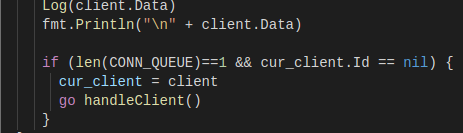 Log(client.Data)
fmt.Println("\n" + client.Data)
if (len(CONN_QUEUE)==1 && cur_client.Id == nil) {
cur_client = client
go handleClient()
}